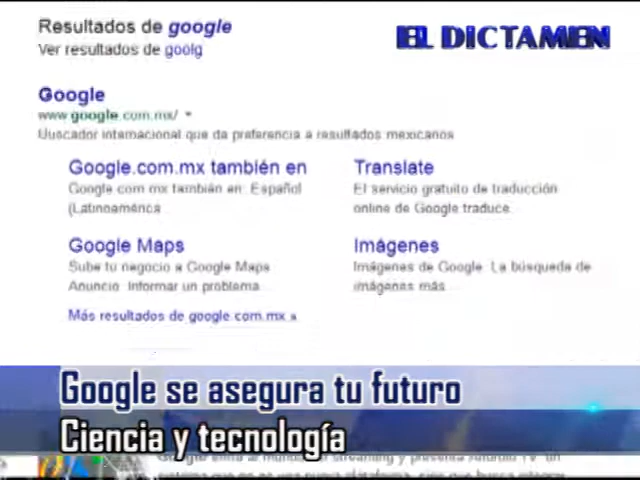 Resultados de google
Ver resultados de goolg
EL DICTAMEN
Google
www.google.com.mx/
Buscador internacional que da preferencia a resultados mexicanos
Google.com.mx también en
Google.com.mx también en: Español
(Latinoamérica
Translate
El servicio gratuito de traducción
online de Google traduce
Google Maps
Sube tu negocio a Google Maps
Anuncio. Informar un problema
Imágenes
Imágenes de Google. La búsqueda de
imágenes más
Más resultados de google.com.mx »
Google se asegura tu futuro
Ciencia y tecnología